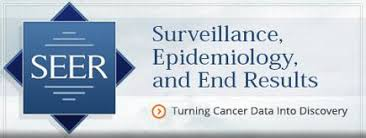 SEER
Surveillance,
Epidemiology,
and End Results
Turning Cancer Data Into Discovery